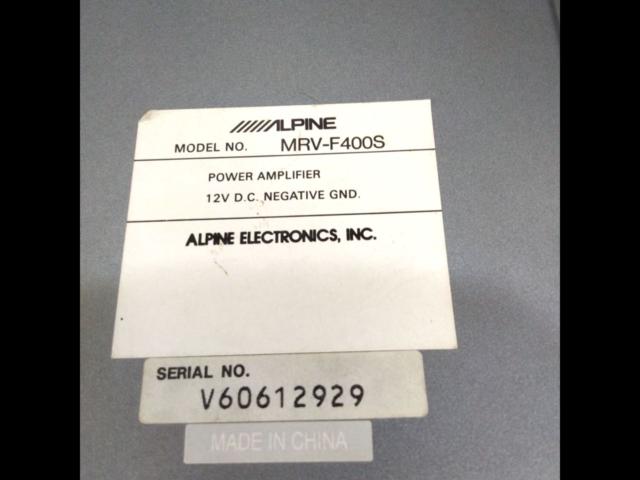 ALPINE
MODEL NO. MRV-F400S
POWER AMPLIFIER
12V D.C. NEGATIVE GND.
ALPINE ELECTRONICS, INC.
SERIAL NO.
V60612929
MADE IN CHINA